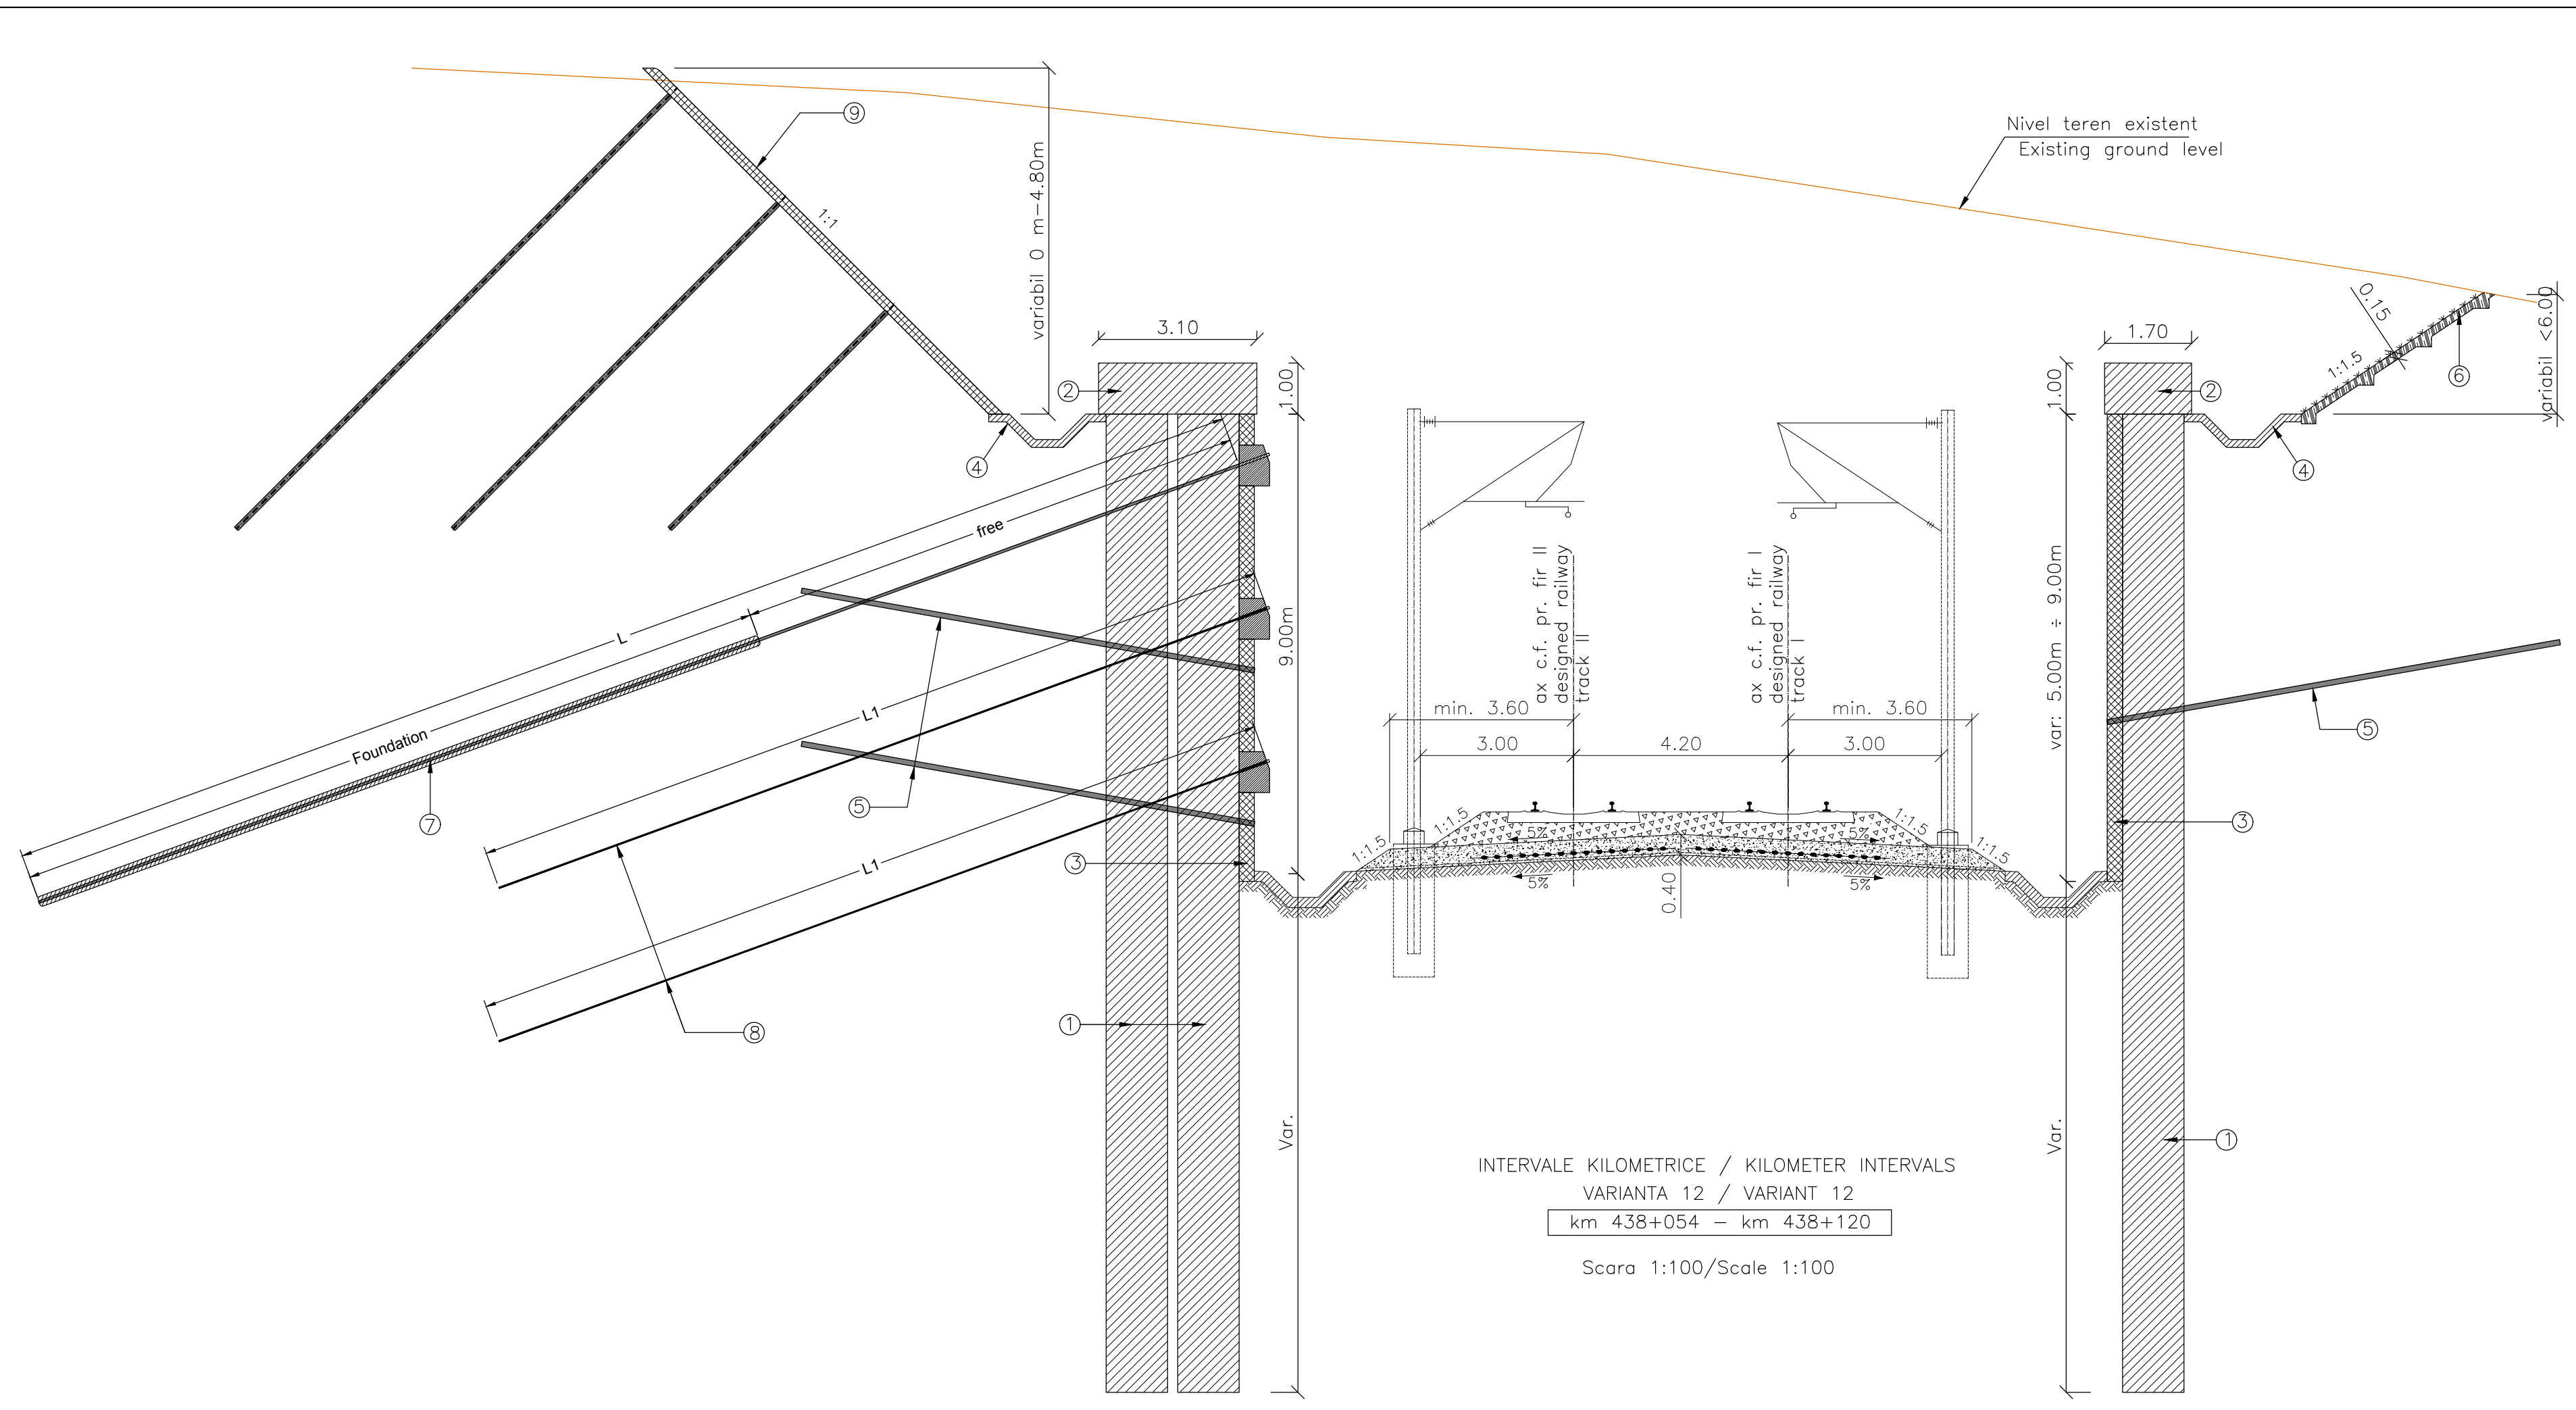 Nivel teren existent
Existing ground level
9
1:1
variabil 0 m-4.80m
3.10
1.00
2
4
1.70
1.00
2
4
0.15
1:1.5
6
variabil <6.00
free
L
Foundation
7
L1
L1
5
5
8
3
1
9.00m
Var.
ax c.f. pr. fir II
designed railway
track II
ax c.f. pr. fir I
designed railway
track I
min. 3.60
min. 3.60
3.00
4.20
3.00
1:1.5
1:1.5
1:1.5
1:1.5
5%
5%
5%
5%
0.40
var: 5.00m ÷ 9.00m
3
Var.
1
INTERVALE KILOMETRICE / KILOMETER INTERVALS
VARIANTA 12 / VARIANT 12
km 438+054 – km 438+120
Scara 1:100/Scale 1:100